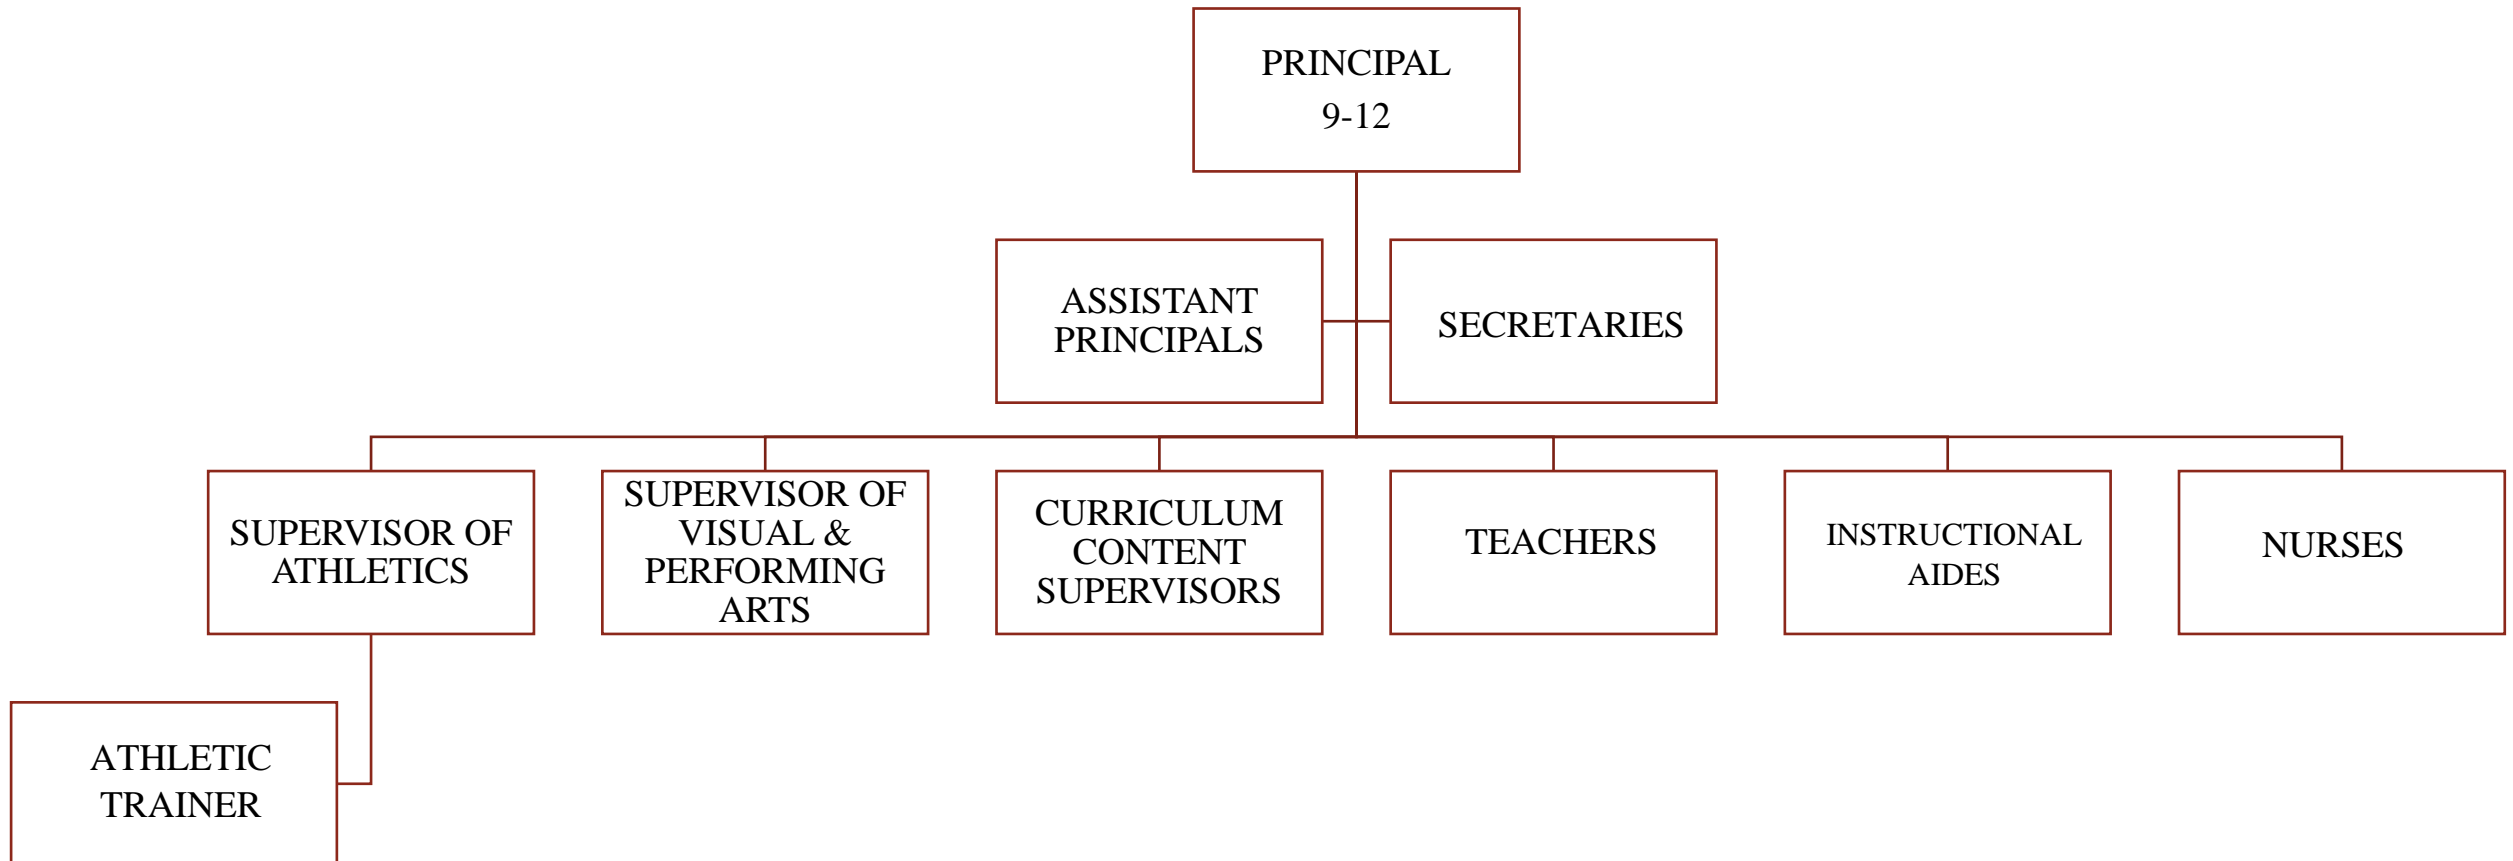 PRINCIPAL
9-12
ASSISTANT
PRINCIPALS
SECRETARIES
SUPERVISOR OF
ATHLETICS
SUPERVISOR OF
VISUAL &
PERFORMING
ARTS
CURRICULUM
CONTENT
SUPERVISORS
TEACHERS
INSTRUCTIONAL
AIDES
NURSES
ATHLETIC
TRAINER